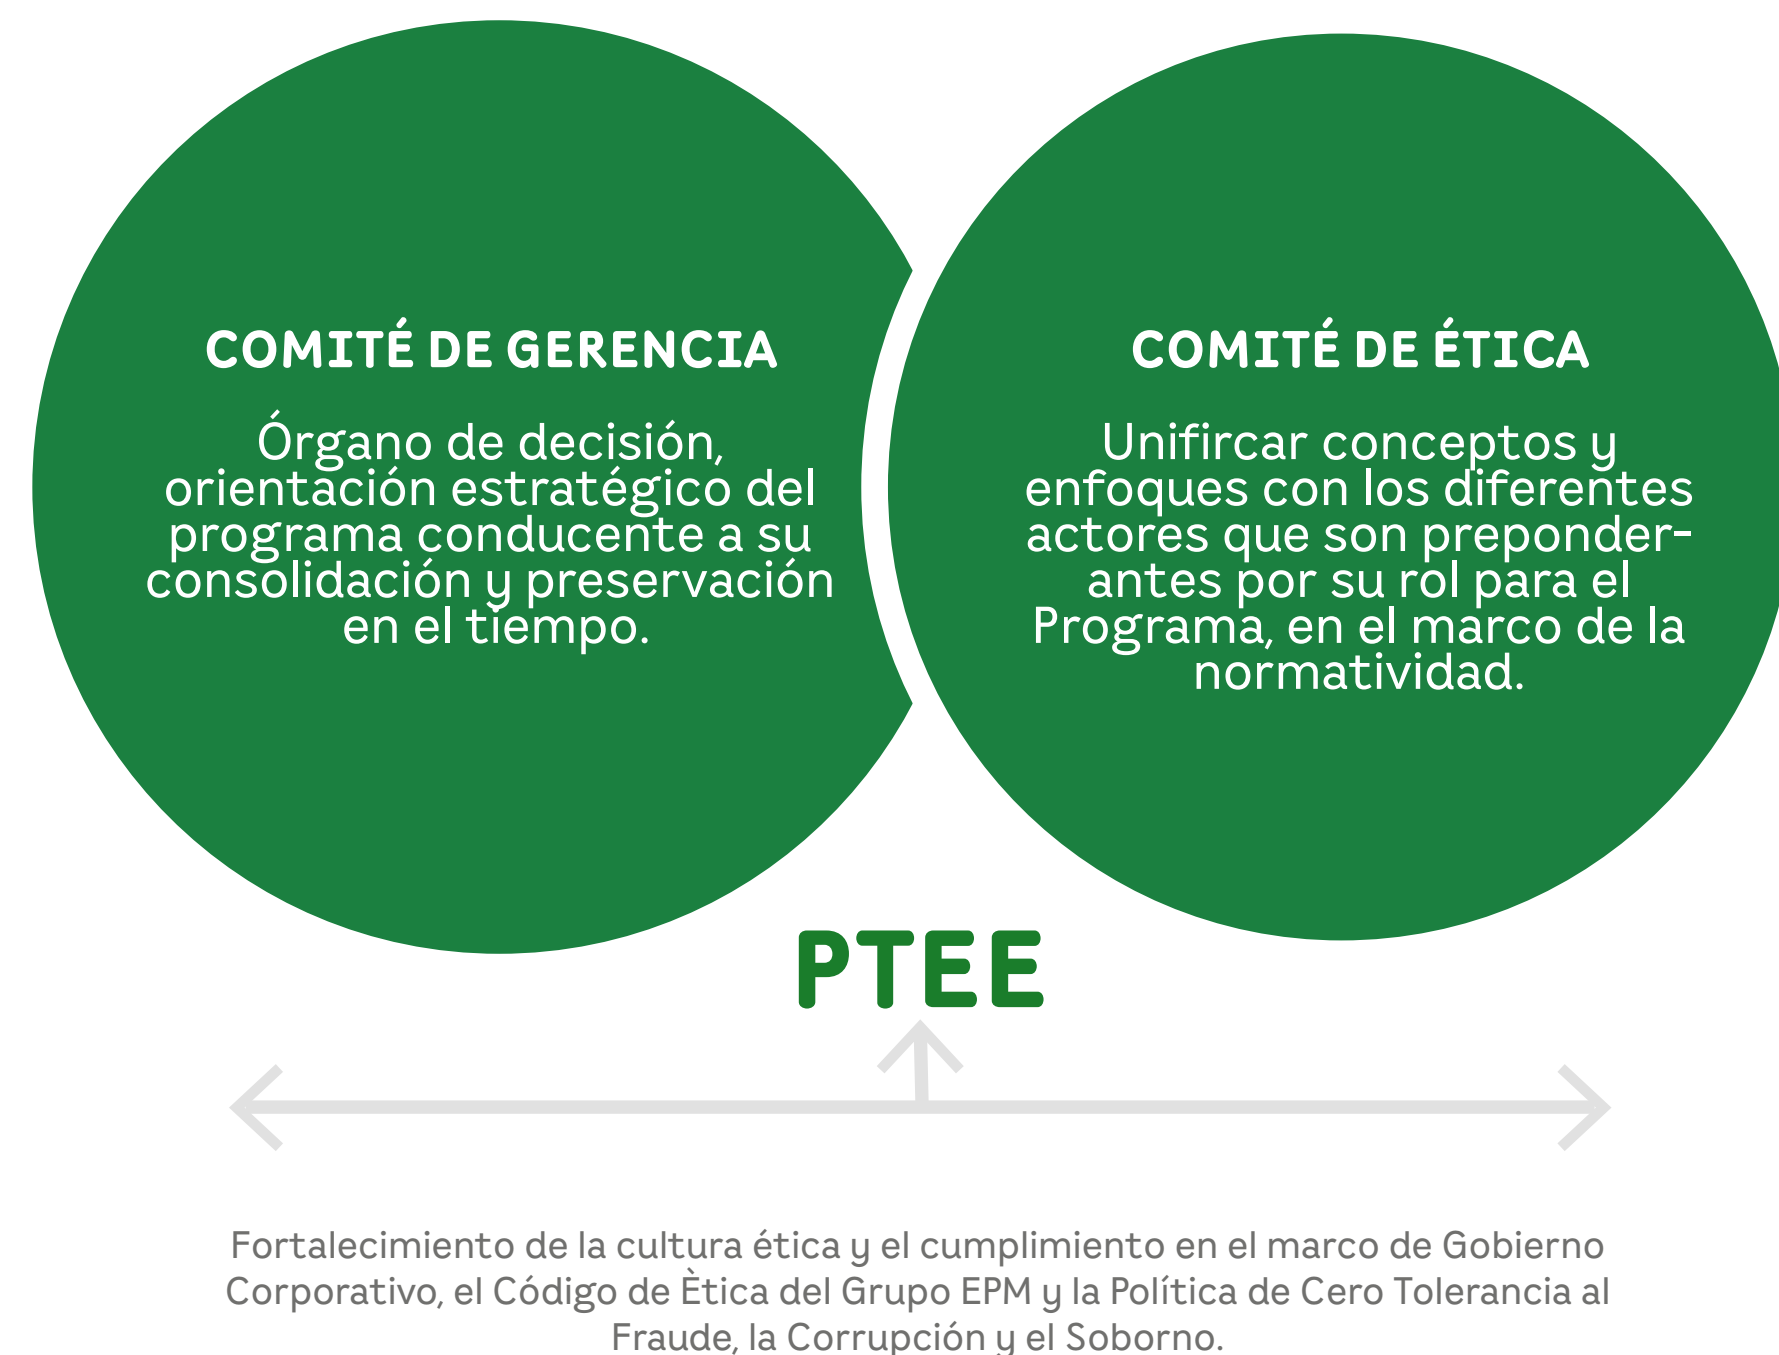 COMITÉ DE GERENCIA
Órgano de decisión,
orientación estratégico del
programa conducente a su
consolidación y preservación
en el tiempo.
COMITÉ DE ÉTICA
Unifircar conceptos y
enfoques con los diferentes
actores que son preponder-
antes por su rol para el
Programa, en el marco de la
normatividad.
PTEE
Fortalecimiento de la cultura ética y el cumplimiento en el marco de Gobierno
Corporativo, el Código de Ètica del Grupo EPM y la Política de Cero Tolerancia al
Fraude, la Corrupción y el Soborno.